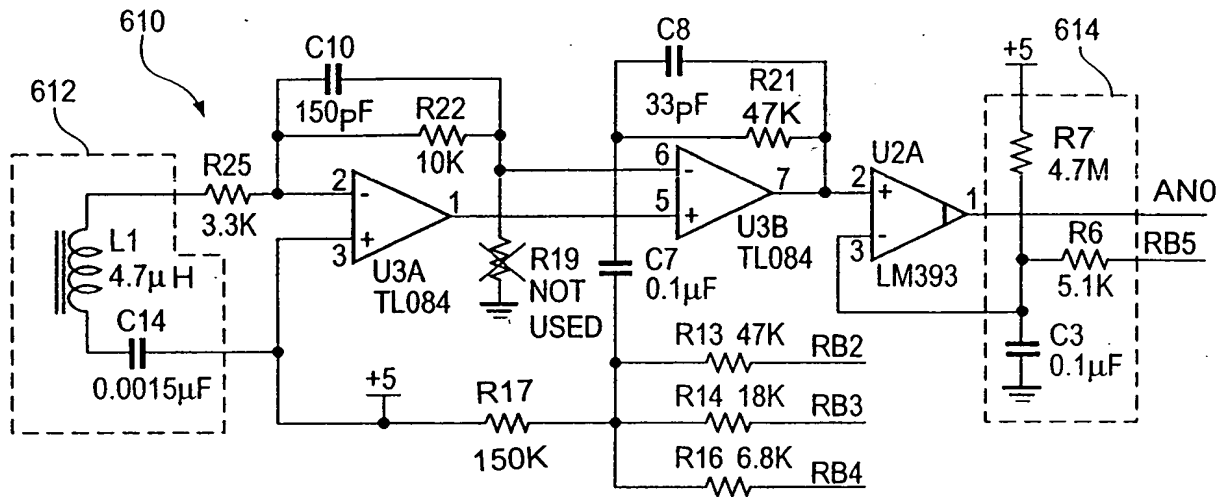 610
612
C10
150pF
R22
10K
R25
3.3K
L1
4.7μH
C14
0.0015μF
2
-
+
3
1
U3A
TL084
R19
NOT
USED
C8
33pF
R21
47K
6
-
5
+
7
U3B
TL084
C7
0.1μF
+5
R17
150K
R13 47K RB2
R14 18K RB3
R16 6.8K RB4
U2A
2
+
-
3
1
LM393
+5
614
R7
4.7M
AN0
R6
RB5
5.1K
C3
0.1μF